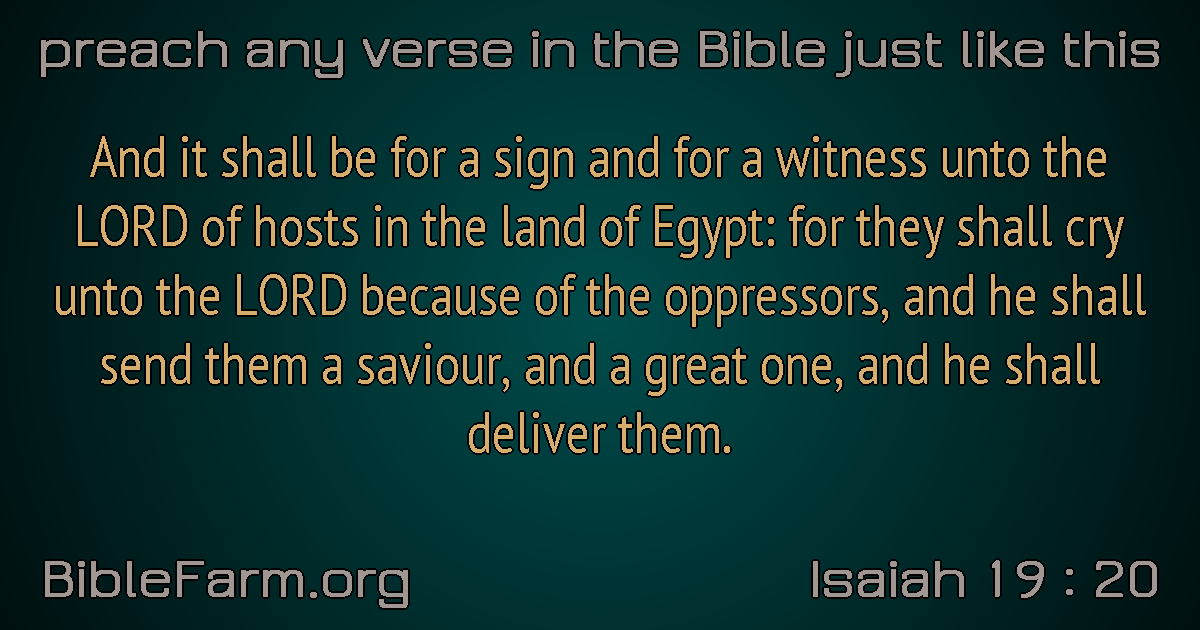 preach any verse in the Bible just like this
And it shall be for a sign and for a witness unto the
LORD of hosts in the land of Egypt: for they shall cry
unto the LORD because of the oppressors, and he shall
send them a saviour, and a great one, and he shall
deliver them.
BibleFarm.org
Isaiah 19 : 20